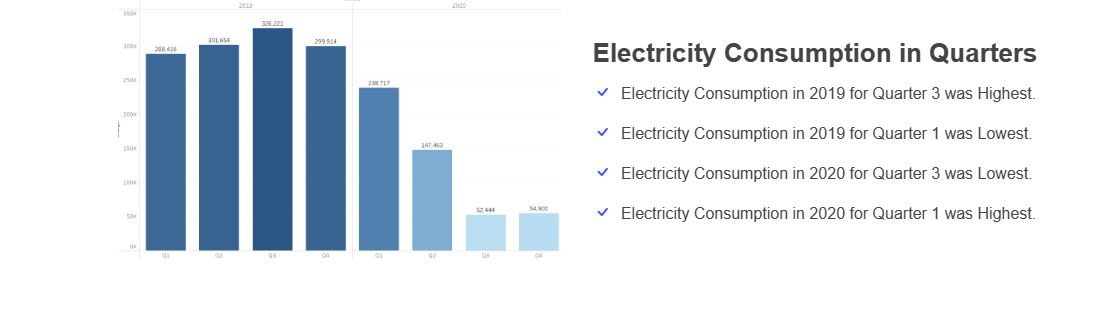 2019 2020
350K
300K
250K
200K
150K
100K
50K
0K
288,416 301,654 326,221 299,914 238,717 147,463 52,444 54,900
Q1 Q2 Q3 Q4 Q1 Q2 Q3 Q4
Electricity Consumption in Quarters
Electricity Consumption in 2019 for Quarter 3 was Highest.
Electricity Consumption in 2019 for Quarter 1 was Lowest.
Electricity Consumption in 2020 for Quarter 3 was Lowest.
Electricity Consumption in 2020 for Quarter 1 was Highest.